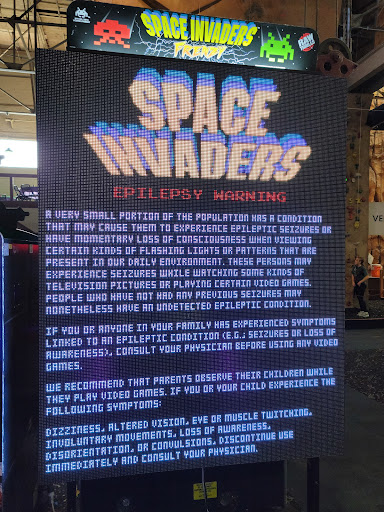 SPACE INVADERS
FRENZY
RAW THRILLS
SPACE
INVADERS
EPILEPSY WARNING
A VERY SMALL PORTION OF THE POPULATION HAS A CONDITION
THAT MAY CAUSE THEM TO EXPERIENCE EPILEPTIC SEIZURES OR
HAVE MOMENTARY LOSS OF CONSCIOUSNESS WHEN VIEWING
CERTAIN KINDS OF FLASHING LIGHTS OR PATTERNS THAT ARE
PRESENT IN OUR DAILY ENVIRONMENT. THESE PERSONS MAY
EXPERIENCE SEIZURES WHILE WATCHING SOME KINDS OF
TELEVISION PICTURES OR PLAYING CERTAIN VIDEO GAMES.
PEOPLE WHO HAVE NOT HAD ANY PREVIOUS SEIZURES MAY
NONETHELESS HAVE AN UNDETECTED EPILEPTIC CONDITION.
IF YOU OR ANYONE IN YOUR FAMILY HAS EXPERIENCED SYMPTOMS
LINKED TO AN EPILEPTIC CONDITION (E.G.; SEIZURES OR LOSS OF
AWARENESS), CONSULT YOUR PHYSICIAN BEFORE USING ANY VIDEO
GAMES.
WE RECOMMEND THAT PARENTS OBSERVE THEIR CHILDREN WHILE
THEY PLAY VIDEO GAMES. IF YOU OR YOUR CHILD EXPERIENCE THE
FOLLOWING SYMPTOMS:
DIZZINESS, ALTERED VISION, EYE OR MUSCLE TWITCHING,
INVOLUNTARY MOVEMENTS, LOSS OF AWARENESS,
DISORIENTATION, OR CONVULSIONS, DISCONTINUE USE
IMMEDIATELY AND CONSULT YOUR PHYSICIAN.
VE